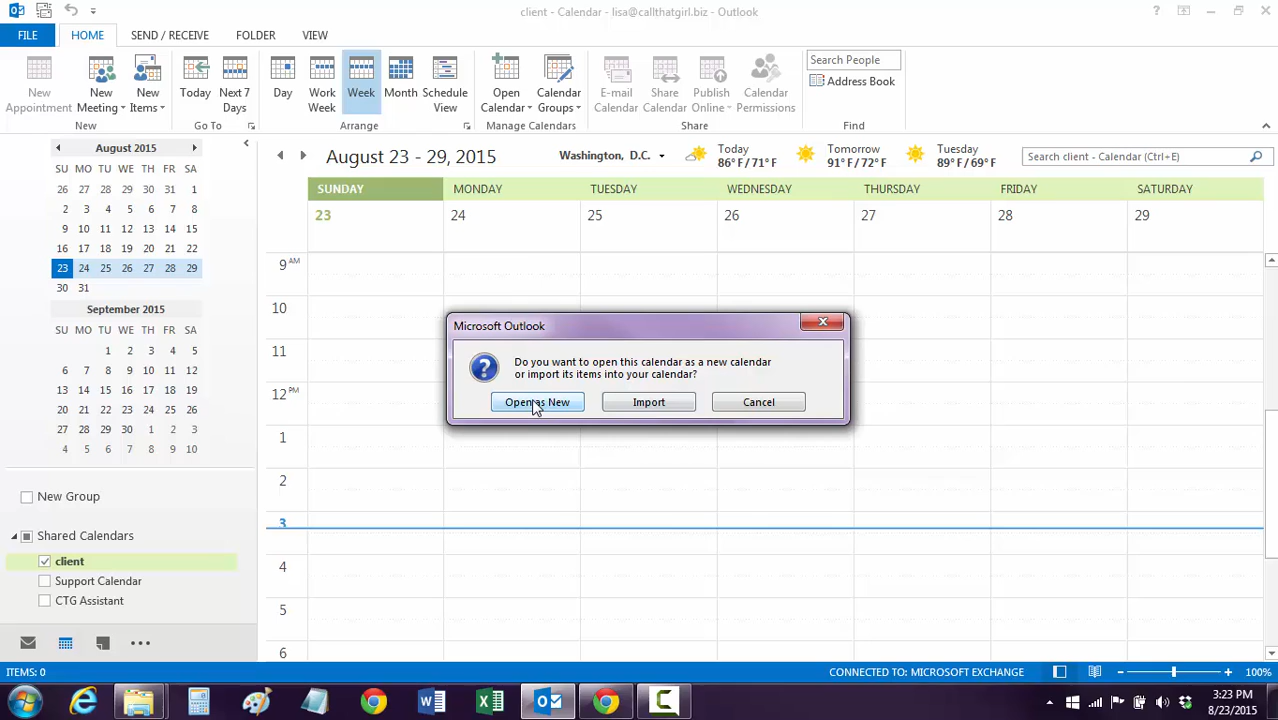 client - Calendar - lisa@callthatgirl.biz - Outlook
FILE HOME SEND / RECEIVE FOLDER VIEW
New Appointment
New Meeting
New Items
New
Today
Next 7 Days
Go To
Day
Work Week
Week
Month
Schedule View
Arrange
Open Calendar
Calendar Groups
Manage Calendars
E-mail Calendar
Share Calendar
Publish Online
Calendar Permissions
Share
Search People
Address Book
Find
August 2015
SU MO TU WE TH FR SA
26 27 28 29 30 31 1
2 3 4 5 6 7 8
9 10 11 12 13 14 15
16 17 18 19 20 21 22
23 24 25 26 27 28 29
30 31
September 2015
1 2 3 4 5
6 7 8 9 10 11 12
13 14 15 16 17 18 19
20 21 22 23 24 25 26
27 28 29 30 1 2 3
4 5 6 7 8 9 10
New Group
Shared Calendars
client
Support Calendar
CTG Assistant
August 23 - 29, 2015
Washington, D.C.
Today
86°F/71°F
Tomorrow
91°F/72°F
Tuesday
89°F/69°F
Search client - Calendar (Ctrl+E)
SUNDAY MONDAY TUESDAY WEDNESDAY THURSDAY FRIDAY SATURDAY
23 24 25 26 27 28 29
9 AM
10
11
12 PM
1
2
3
4
5
6
Microsoft Outlook
Do you want to open this calendar as a new calendar
or import its items into your calendar?
Open as New Import Cancel
ITEMS: 0
CONNECTED TO: MICROSOFT EXCHANGE
100%
3:23 PM
8/23/2015